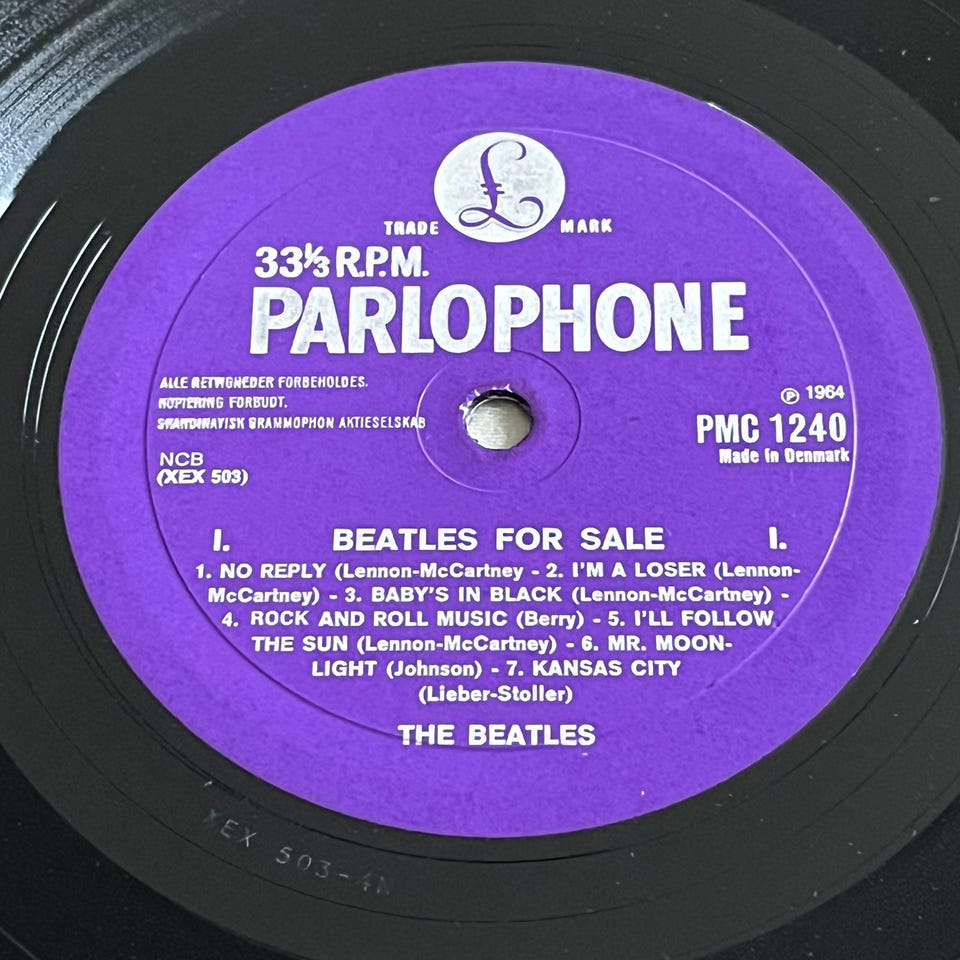 £
TRADE MARK
33⅓ R.P.M.
PARLOPHONE
ALLE RETTIGHEDER FORBEHOLDES.
KOPIERING FORBUDT.
SKANDINAVISK GRAMMOPHON AKTIESELSKAB
℗ 1964
PMC 1240
Made in Denmark
NCB
(XEX 503)
I. BEATLES FOR SALE I.
1. NO REPLY (Lennon-McCartney - 2. I'M A LOSER (Lennon-
McCartney) - 3. BABY'S IN BLACK (Lennon-McCartney) -
4. ROCK AND ROLL MUSIC (Berry) - 5. I'LL FOLLOW
THE SUN (Lennon-McCartney) - 6. MR. MOON-
LIGHT (Johnson) - 7. KANSAS CITY
(Lieber-Stoller)
THE BEATLES
XEX 503-4N